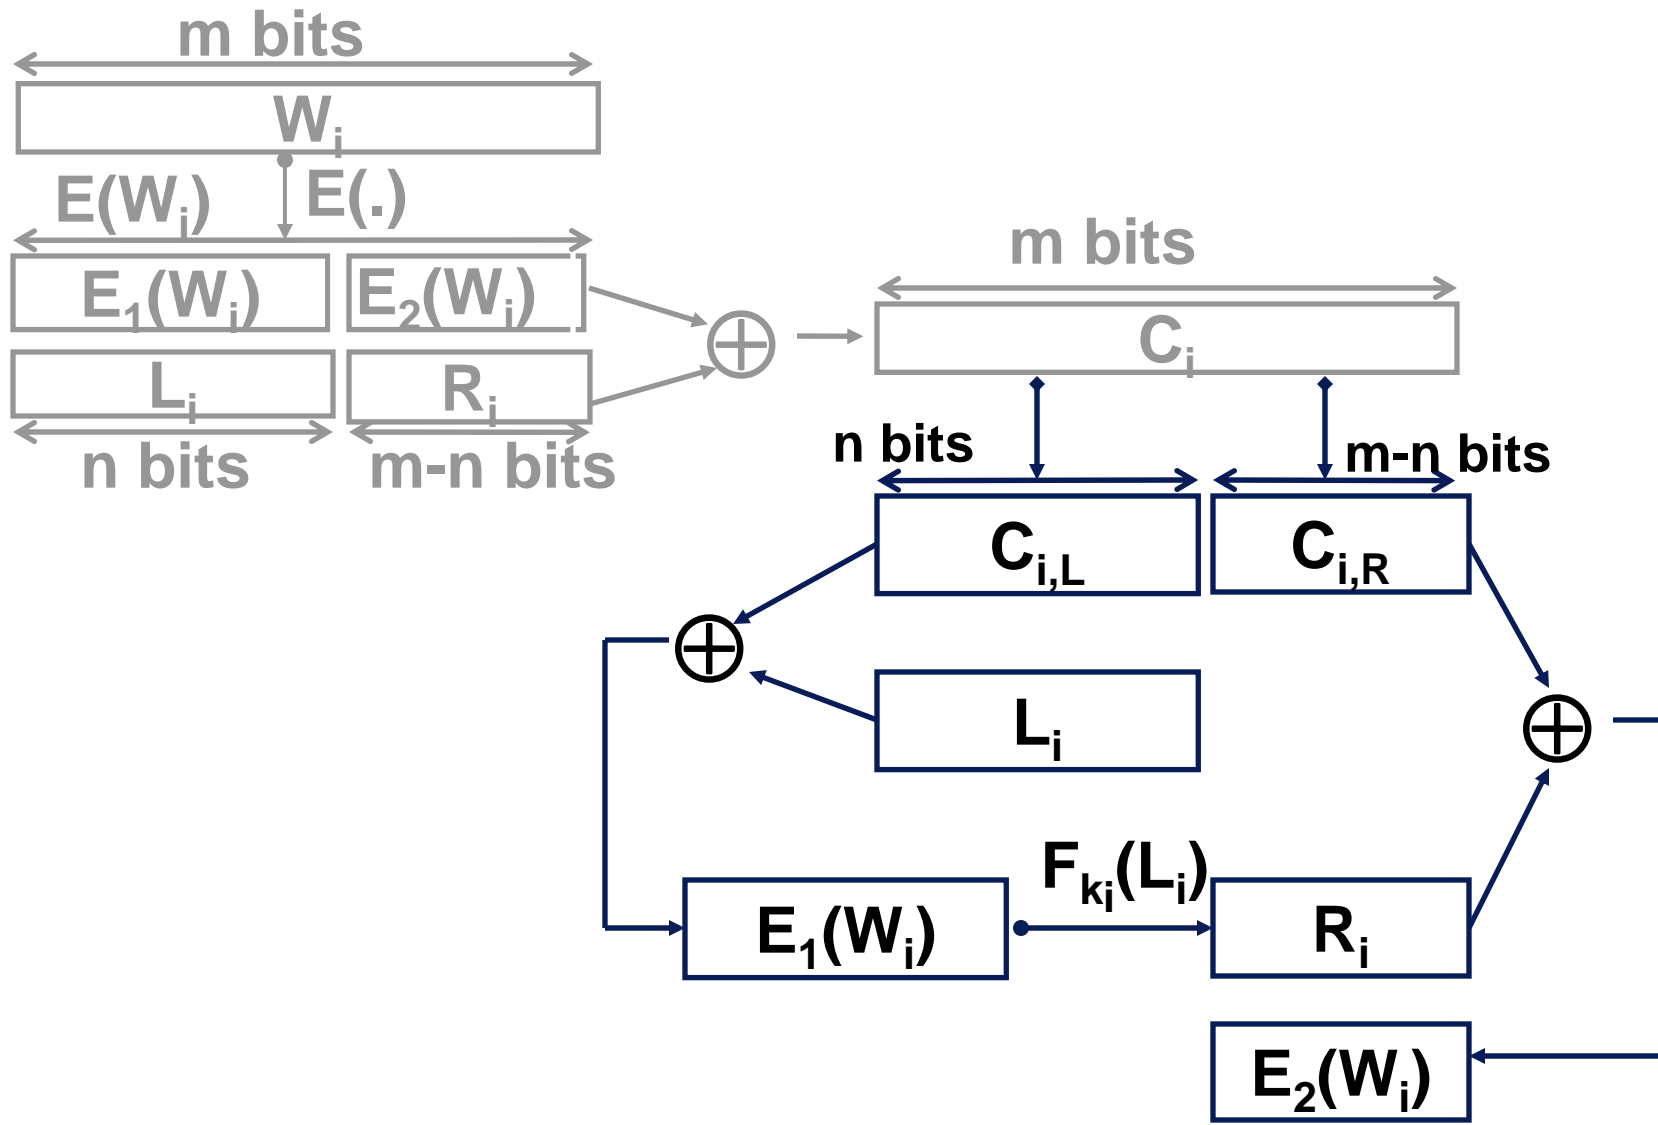 m bits
Wi
E(Wi) E(.)
E1(Wi) E2(Wi)
Li Ri
n bits m-n bits
m bits
Ci
n bits m-n bits
Ci,L Ci,R
Li
Fki(Li)
E1(Wi) Ri
E2(Wi)